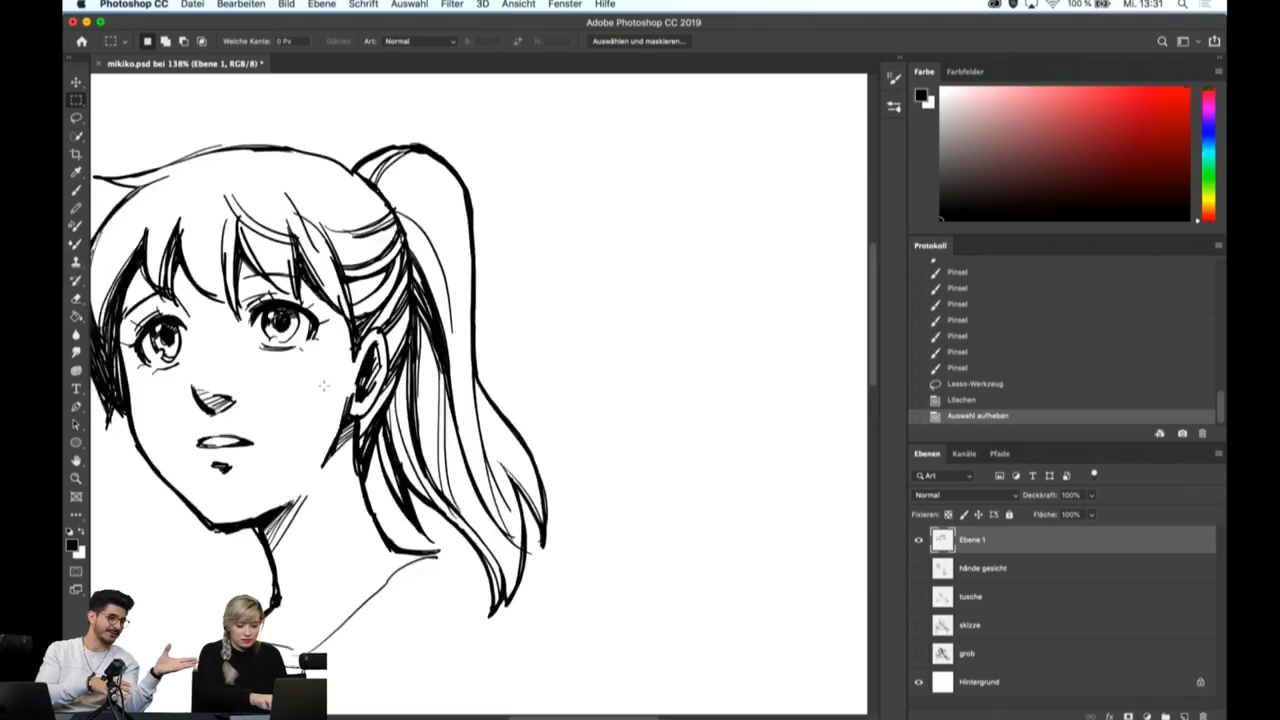 Photoshop CC Datei Bearbeiten Bild Ebene Schrift Auswahl Filter 3D Ansicht Fenster Hilfe 100 % Mi. 13:31
Adobe Photoshop CC 2019
Weiche Kante: 0 Px Glätten Art: Normal B: H: Auswählen und maskieren...
mikiko.psd bei 138% (Ebene 1, RGB/8) *
Farbe Farbfelder
Protokoll
Pinsel
Pinsel
Pinsel
Pinsel
Pinsel
Pinsel
Pinsel
Lasso-Werkzeug
Löschen
Auswahl aufheben
Ebenen Kanäle Pfade
Art
Normal Deckkraft: 100%
Fixieren: Fläche: 100%
Ebene 1
hände gesicht
tusche
skizze
grob
Hintergrund
fx